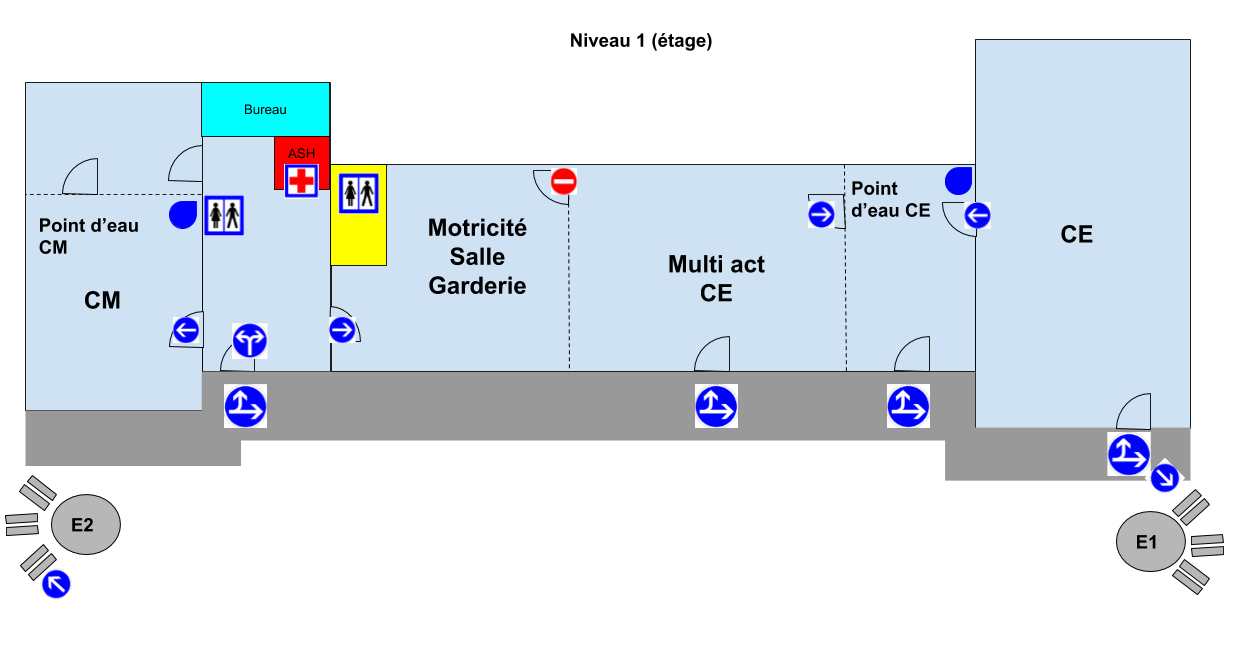 Niveau 1 (étage)
Bureau
ASH
Point d’eau
CM
CM
Motricité
Salle
Garderie
Multi act
CE
Point
d’eau CE
CE
E2
E1